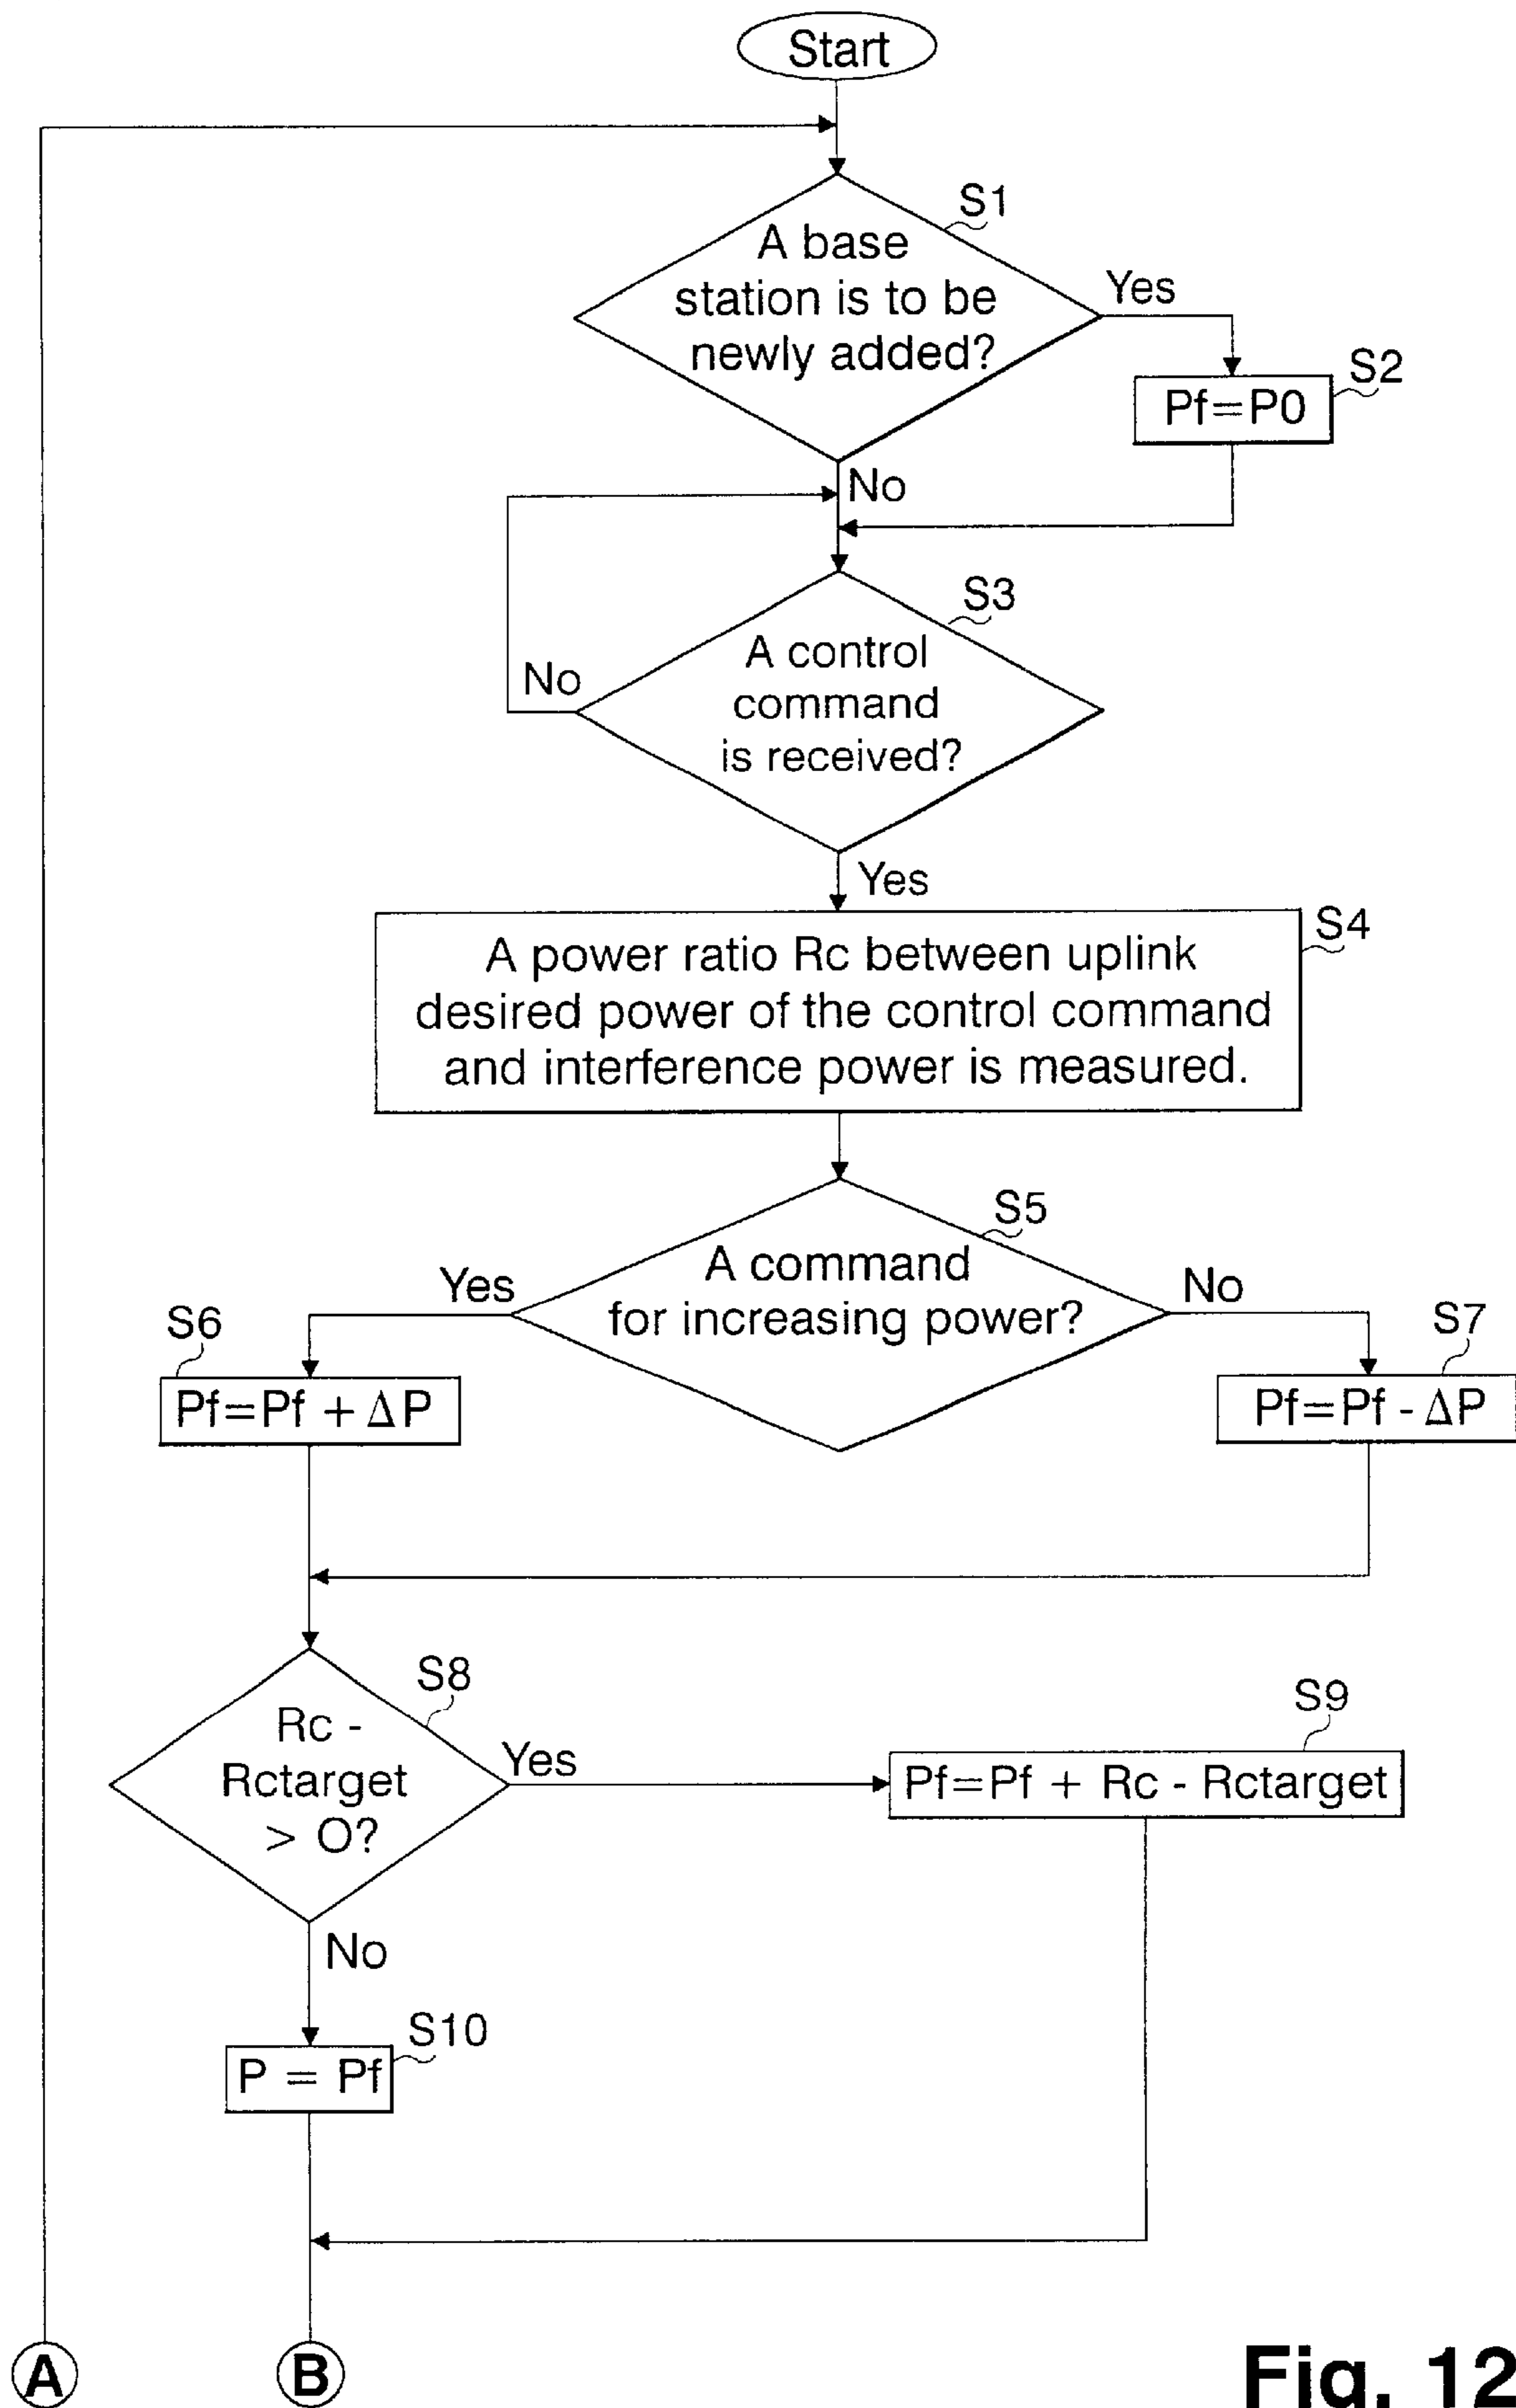 Start
S1
A base
station is to be
newly added?
Yes
S2
Pf=P0
No
S3
A control
command
is received?
No
Yes
S4
A power ratio Rc between uplink
desired power of the control command
and interference power is measured.
S5
A command
for increasing power?
Yes
No
S6
Pf=Pf + ΔP
S7
Pf=Pf - ΔP
S8
Rc -
Rctarget
> O?
Yes
S9
Pf=Pf + Rc - Rctarget
No
S10
P = Pf
A
B
Fig. 12